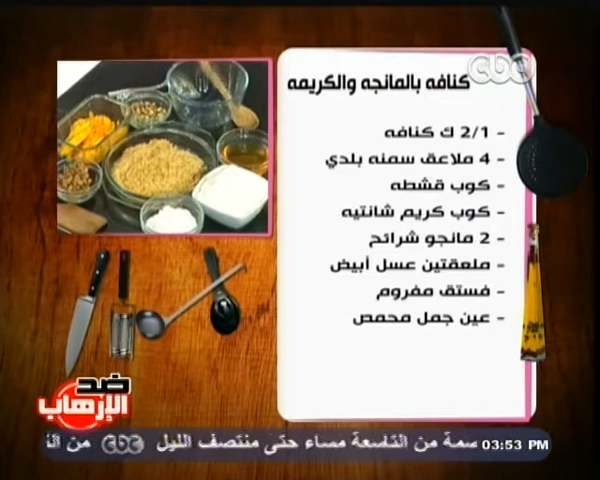 cbc
كنافه بالمانجه والكريمه
- 2/1 ك كنافه
- 4 ملاعق سمنه بلدي
- كوب قشطه
- كوب كريم شانتيه
- 2 مانجو شرائح
- ملعقتين عسل أبيض
- فستق مفروم
- عين جمل محمص
ضد
الإرهاب
03:53 PM سمة من التاسعة مساء حتى منتصف الليل cbc من الة